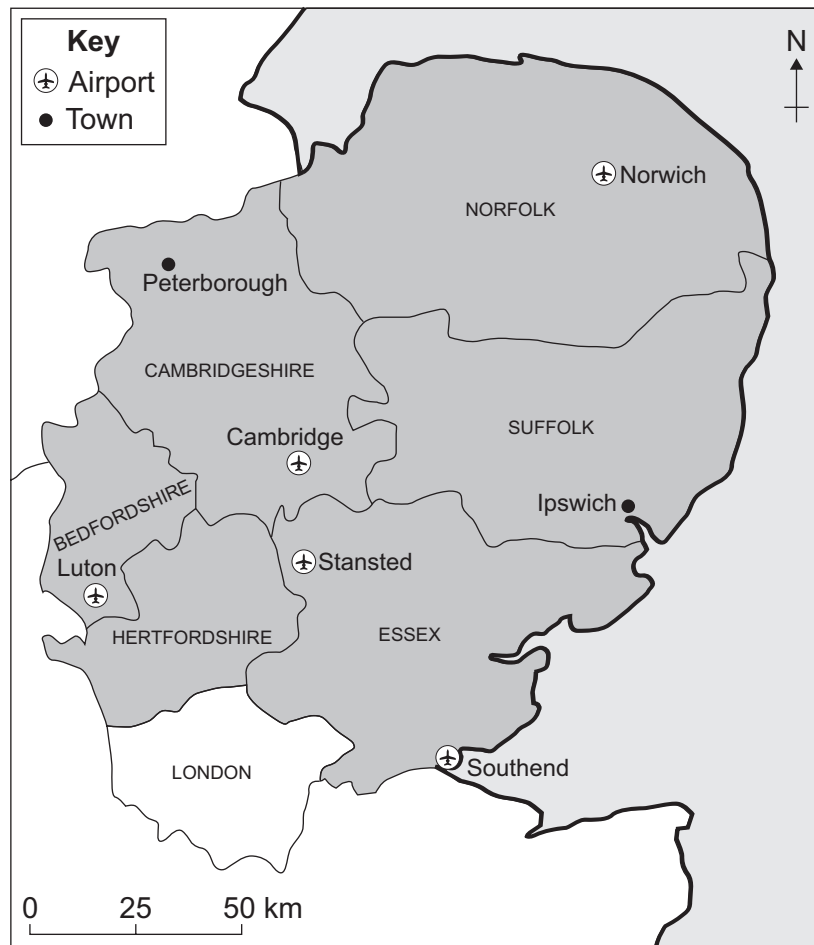 Key
Airport
Town
N
Norwich
NORFOLK
Peterborough
CAMBRIDGESHIRE
Cambridge
SUFFOLK
Ipswich
BEDFORDSHIRE
Luton
Stansted
HERTFORDSHIRE
ESSEX
Southend
LONDON
0 25 50 km